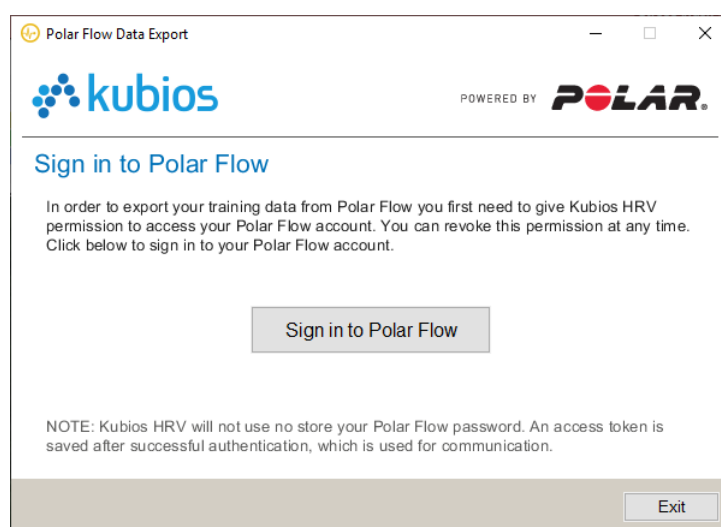 Polar Flow Data Export
kubios
POWERED BY POLAR®
Sign in to Polar Flow
In order to export your training data from Polar Flow you first need to give Kubios HRV
permission to access your Polar Flow account. You can revoke this permission at any time.
Click below to sign in to your Polar Flow account.
Sign in to Polar Flow
NOTE: Kubios HRV will not use no store your Polar Flow password. An access token is
saved after successful authentication, which is used for communication.
Exit